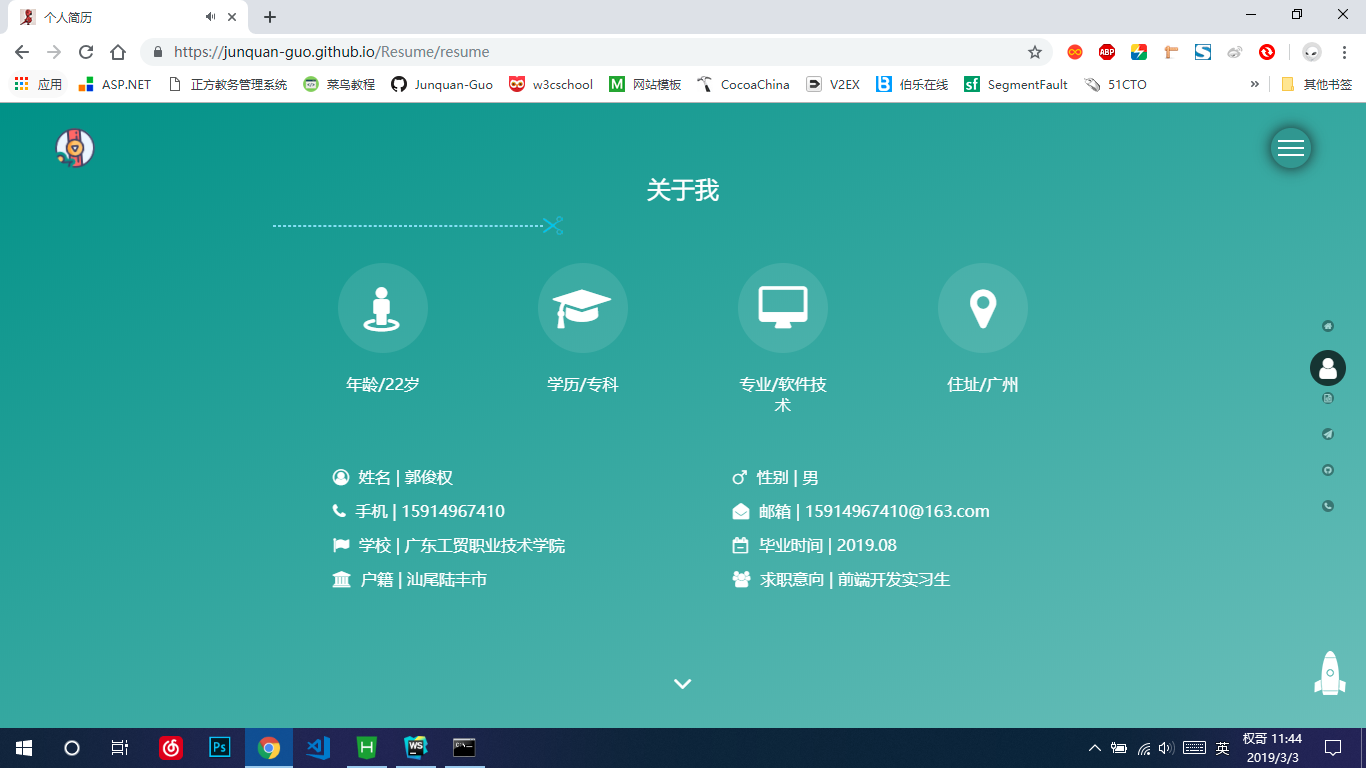 个人简历
https://junquan-guo.github.io/Resume/resume
ABP
应用 ASP.NET 正方教务管理系统 菜鸟教程 Junquan-Guo w3cschool M 网站模板 CocoaChina V2EX 伯乐在线 sf SegmentFault 51CTO » 其他书签
关于我
年龄/22岁 学历/专科 专业/软件技 住址/广州
术
姓名 | 郭俊权 性别 | 男
手机 | 15914967410 邮箱 | 15914967410@163.com
学校 | 广东工贸职业技术学院 毕业时间 | 2019.08
户籍 | 汕尾陆丰市 求职意向 | 前端开发实习生
Ps H WS 英 权哥 11:44
2019/3/3